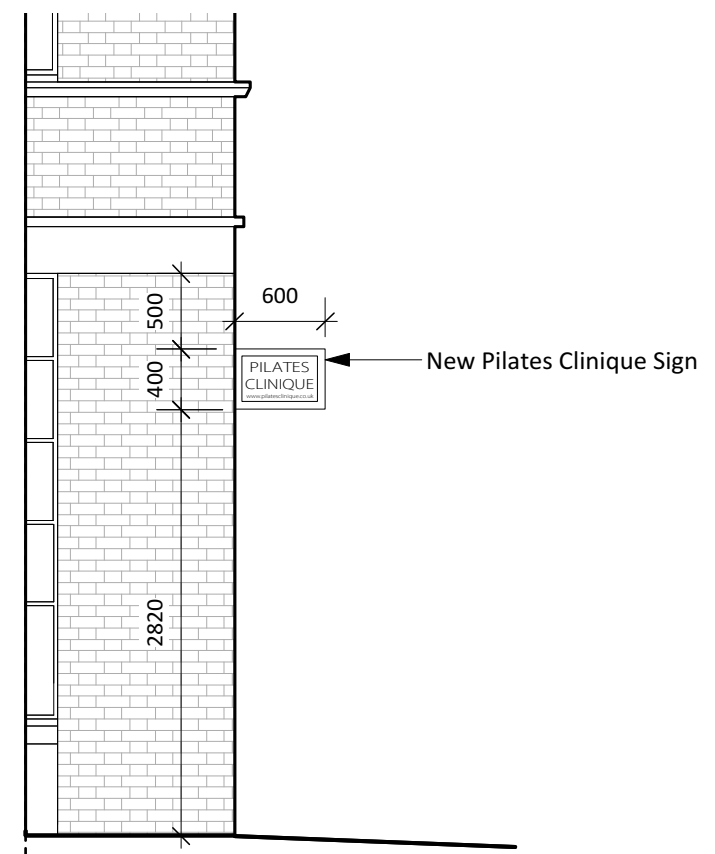 600
500
PILATES
CLINIQUE
www.pilatesclinique.co.uk
New Pilates Clinique Sign
400
2820